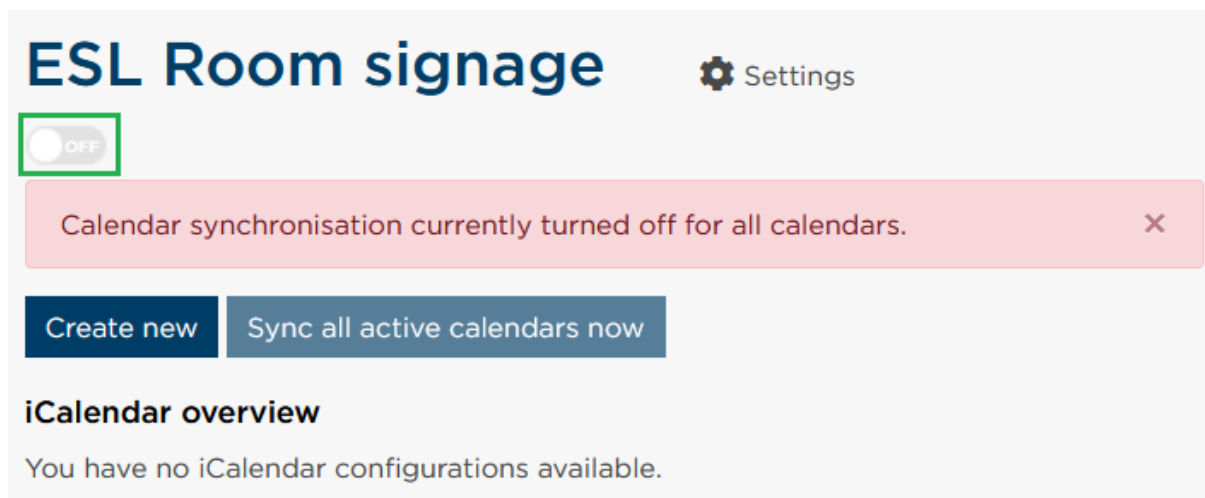 ESL Room signage
Settings
OFF
Calendar synchronisation currently turned off for all calendars.
Create new
Sync all active calendars now
iCalendar overview
You have no iCalendar configurations available.